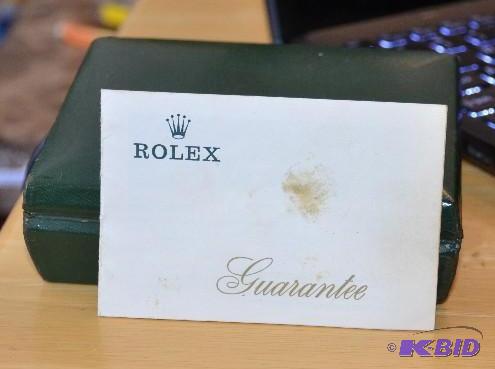 ROLEX
Guarantee
© K-BID